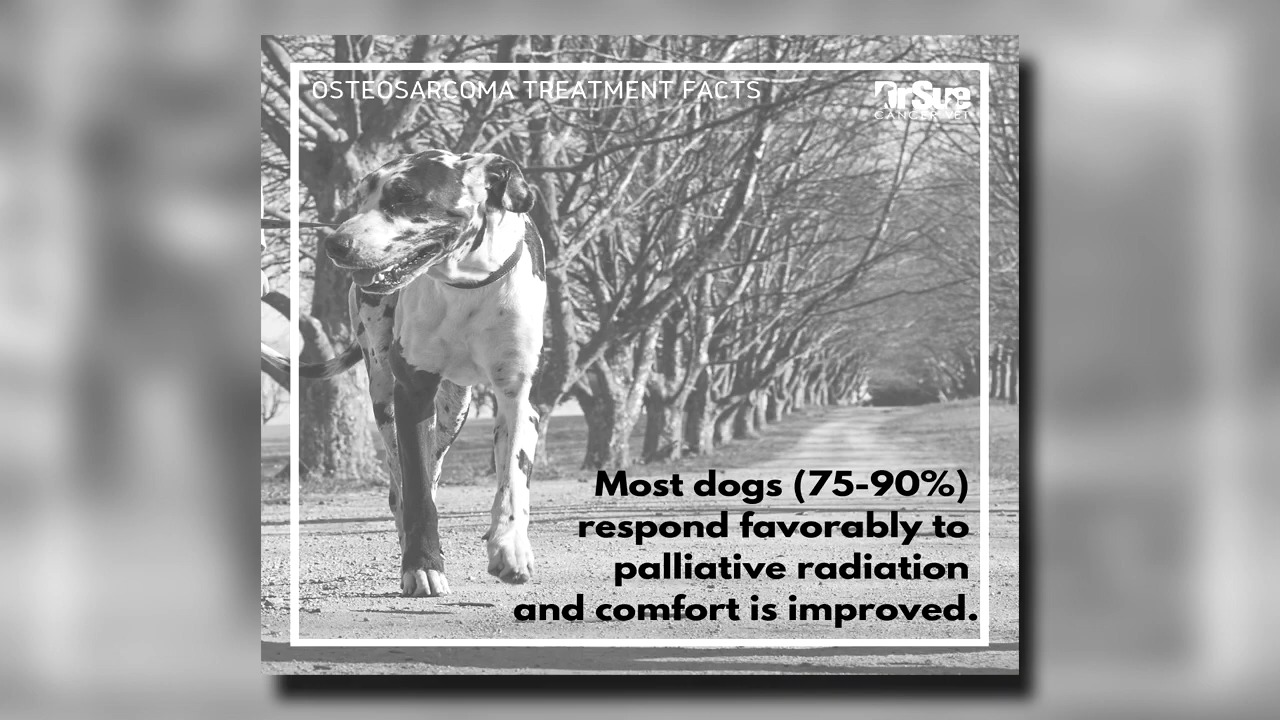 OSTEOSARCOMA TREATMENT FACTS
DrSue
CANCER VET
Most dogs (75-90%)
respond favorably to
palliative radiation
and comfort is improved.